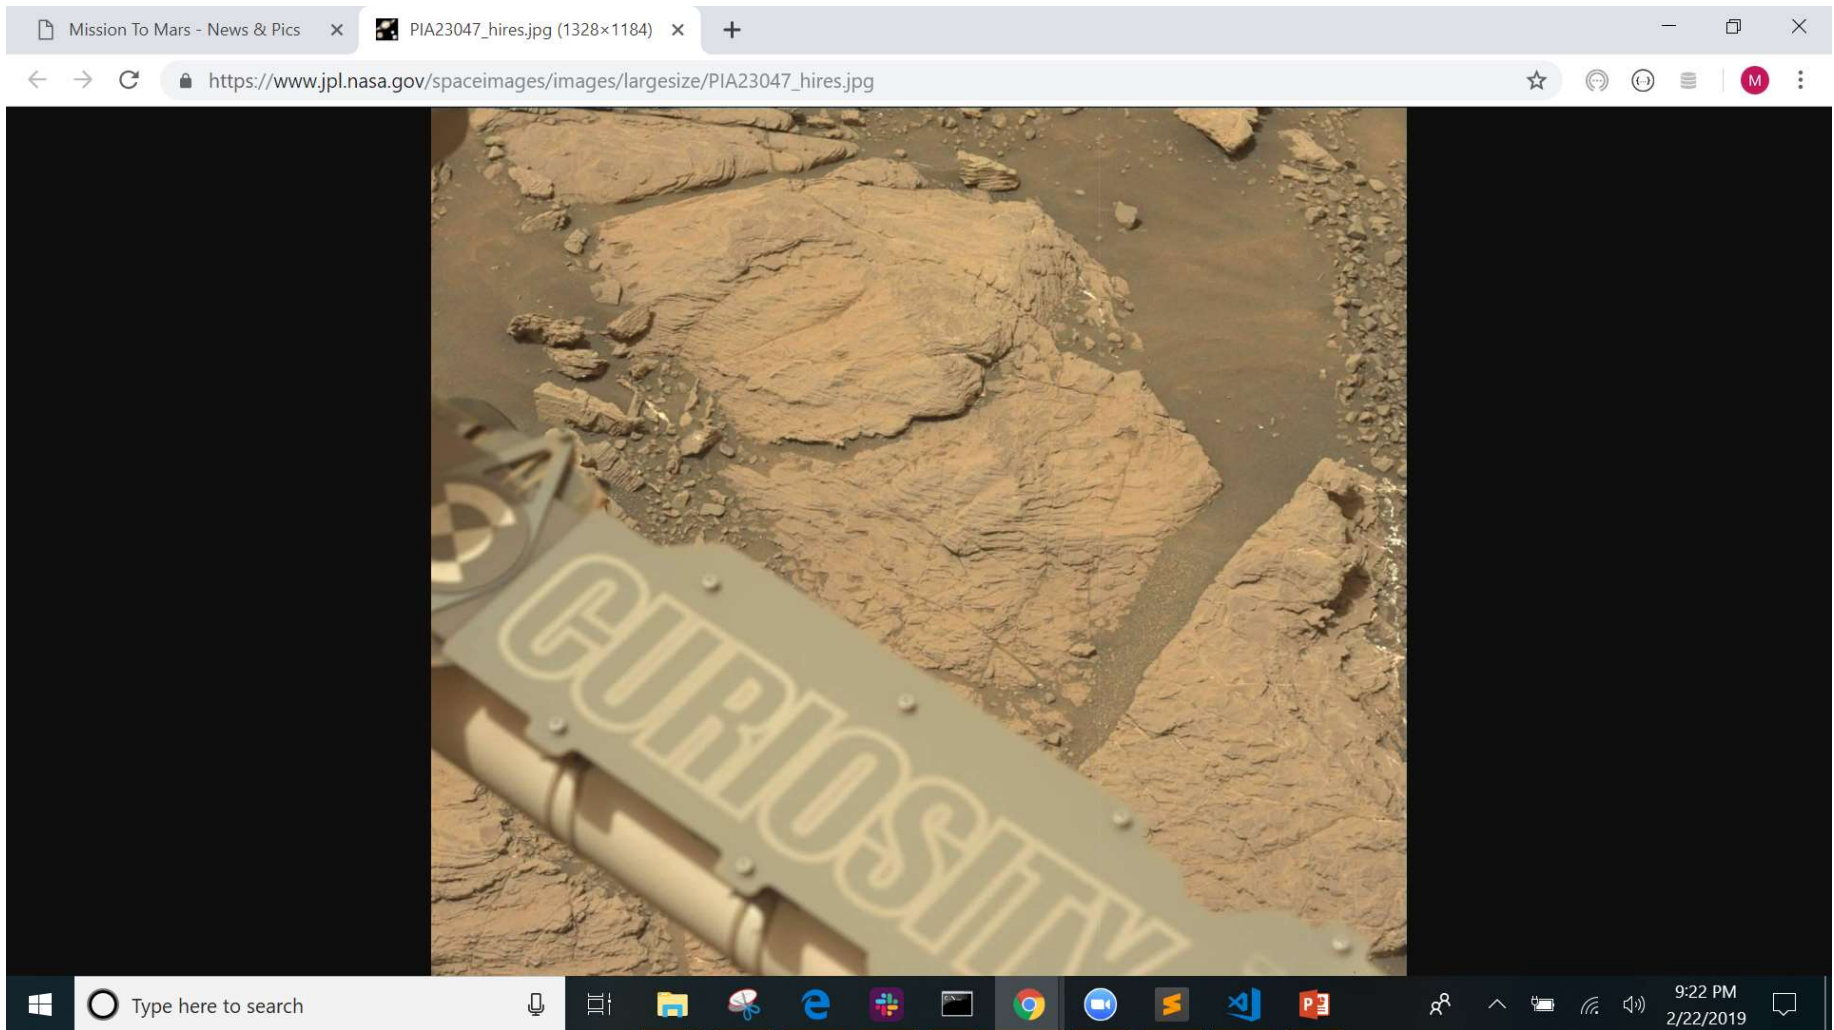 Mission To Mars - News & Pics
PIA23047_hires.jpg (1328×1184)
https://www.jpl.nasa.gov/spaceimages/images/largesize/PIA23047_hires.jpg
M
CURIOSITY
Type here to search
9:22 PM
2/22/2019